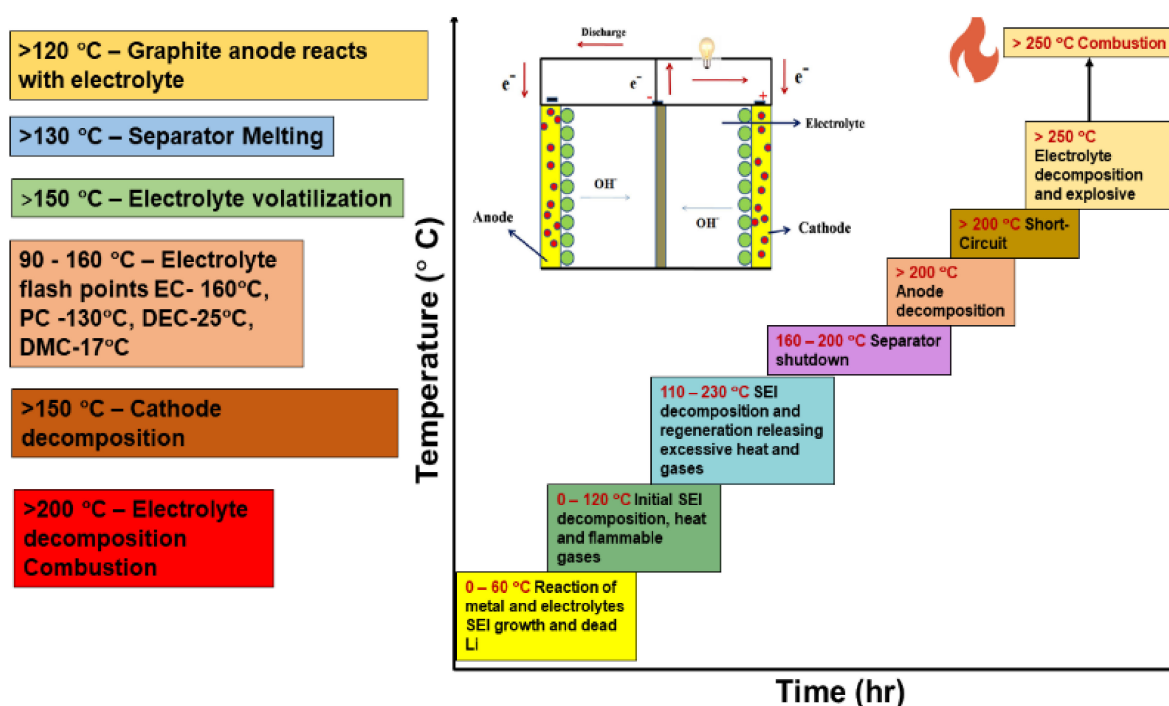 >120 °C – Graphite anode reacts
with electrolyte
>130 °C – Separator Melting
>150 °C – Electrolyte volatilization
90 - 160 °C – Electrolyte
flash points EC- 160°C,
PC -130°C, DEC-25°C,
DMC-17°C
>150 °C – Cathode
decomposition
>200 °C – Electrolyte
decomposition
Combustion
Temperature (° C)
Discharge
e⁻
e⁻
e⁻
-
+
Electrolyte
OH⁻
OH⁻
Anode
Cathode
> 250 °C Combustion
> 250 °C
Electrolyte
decomposition
and explosive
> 200 °C Short-
Circuit
> 200 °C
Anode
decomposition
160 – 200 °C Separator
shutdown
110 – 230 °C SEI
decomposition and
regeneration releasing
excessive heat and
gases
0 – 120 °C Initial SEI
decomposition, heat
and flammable
gases
0 – 60 °C Reaction of
metal and electrolytes
SEI growth and dead
Li
Time (hr)